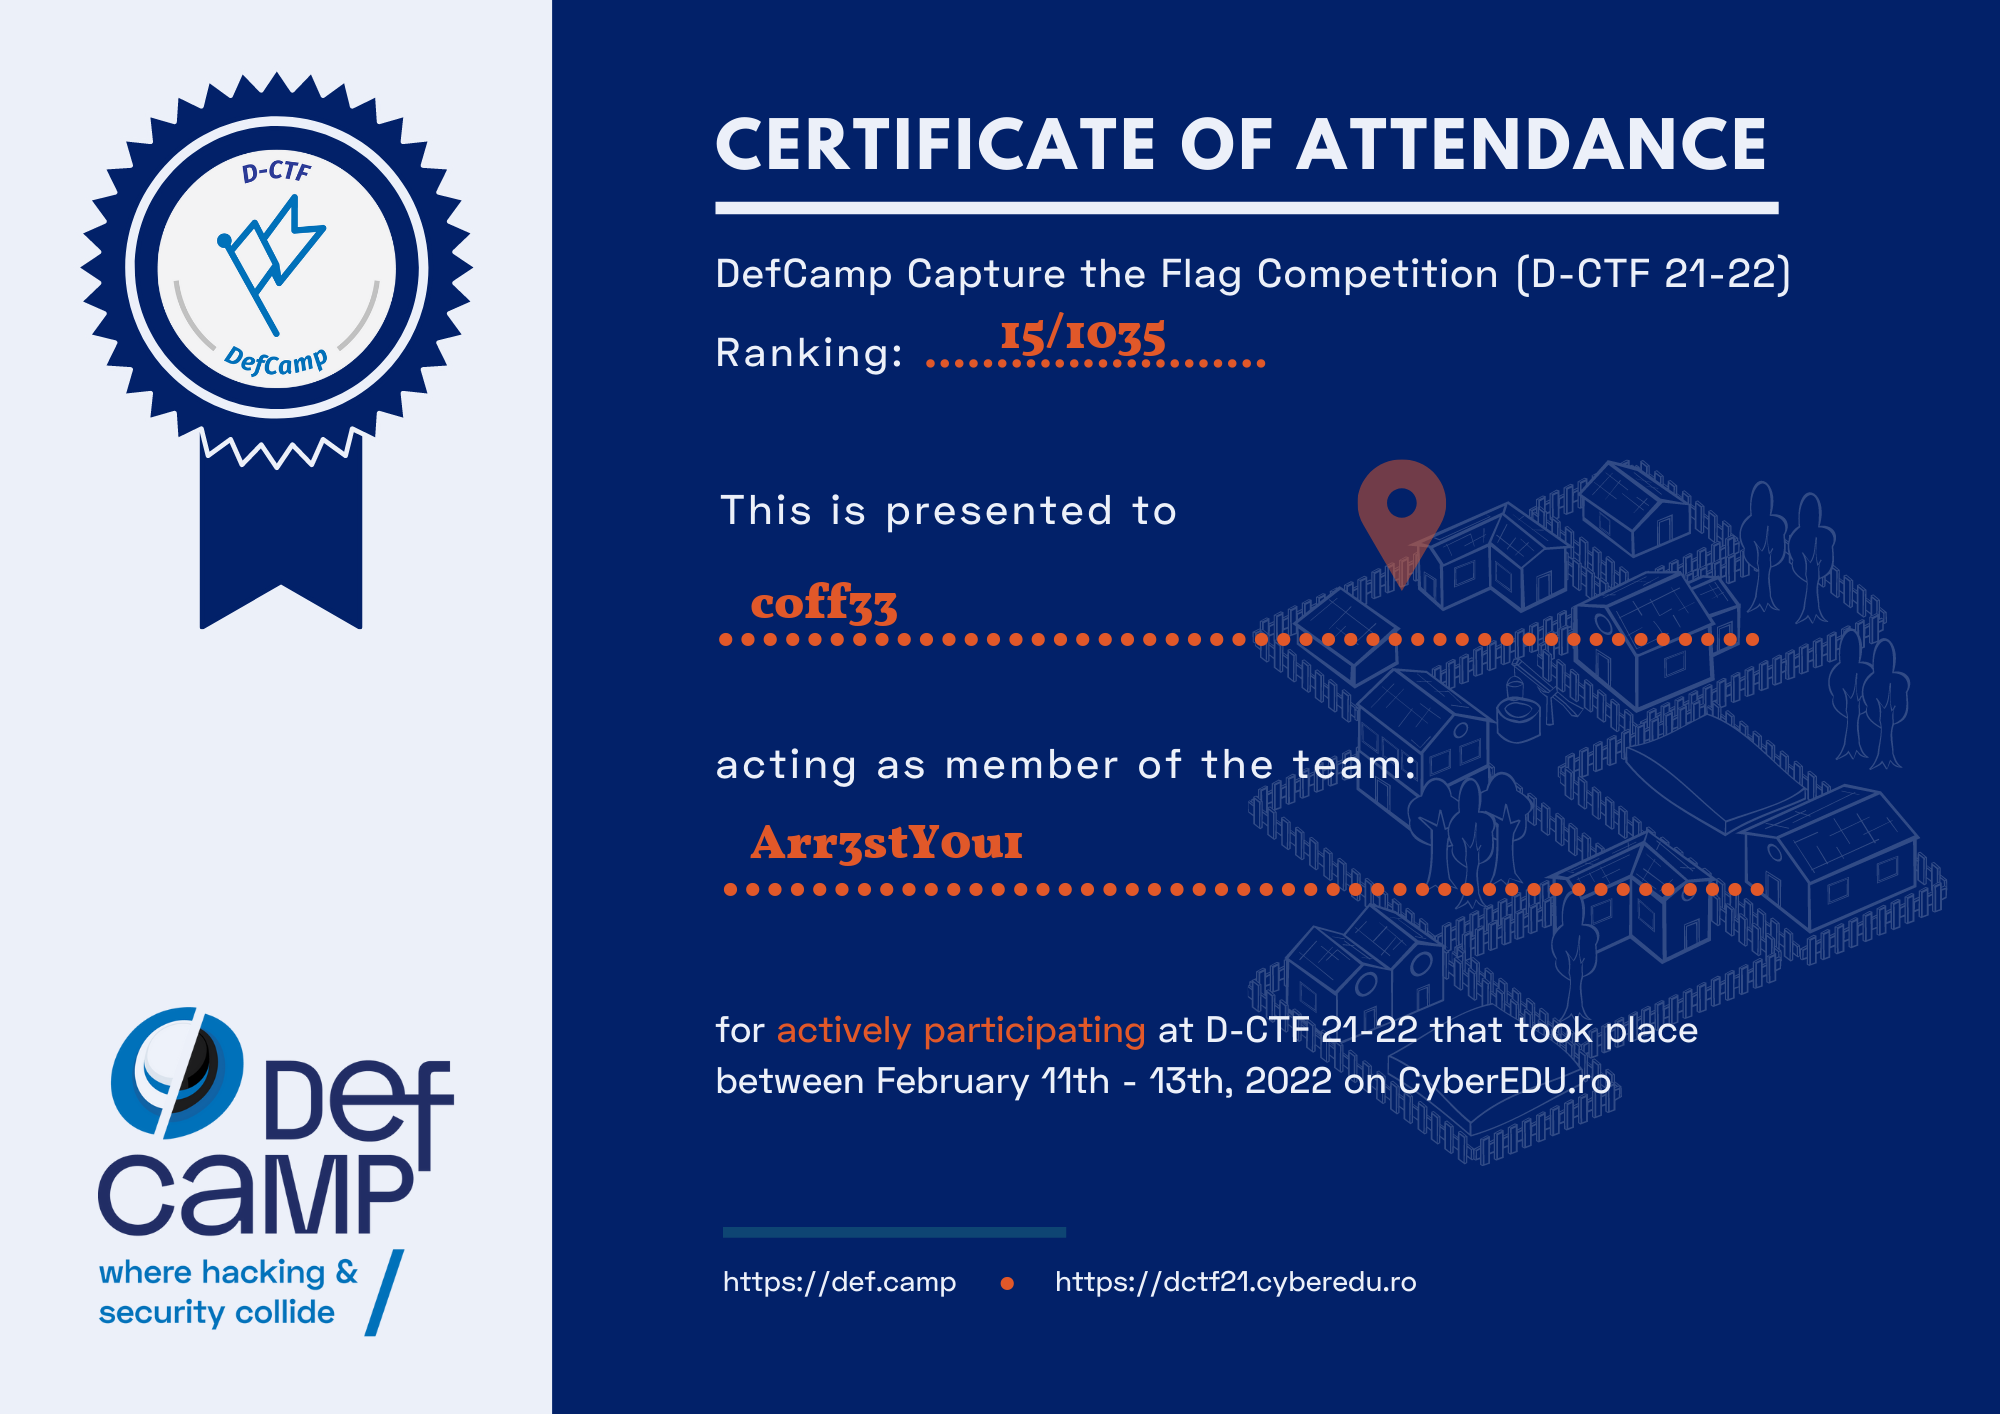 D-CTF
DefCamp
CERTIFICATE OF ATTENDANCE
DefCamp Capture the Flag Competition (D-CTF 21-22)
Ranking: 15/1035
This is presented to
coff33
acting as member of the team:
Arr3stY0u1
for actively participating at D-CTF 21-22 that took place
between February 11th - 13th, 2022 on CyberEDU.ro
https://def.camp • https://dctf21.cyberedu.ro
Def
CaMP
where hacking &
security collide /